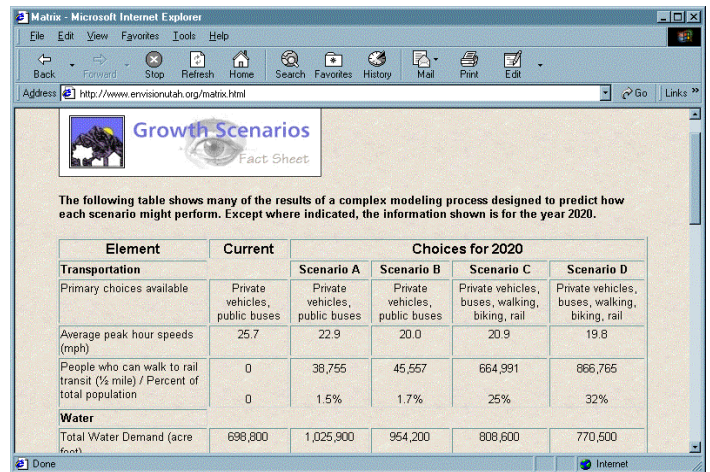 Matrix - Microsoft Internet Explorer
File Edit View Favorites Tools Help
Back Forward Stop Refresh Home Search Favorites History Mail Print Edit
Address http://www.envisionutah.org/matrix.html Go Links »
Growth Scenarios
Fact Sheet
The following table shows many of the results of a complex modeling process designed to predict how
each scenario might perform. Except where indicated, the information shown is for the year 2020.
Element Current Choices for 2020
Transportation Scenario A Scenario B Scenario C Scenario D
Primary choices available Private Private Private Private vehicles, Private vehicles,
vehicles, vehicles, vehicles, buses, walking, buses, walking,
public buses public buses public buses biking, rail biking, rail
Average peak hour speeds 25.7 22.9 20.0 20.9 19.8
(mph)
People who can walk to rail 0 38,755 45,557 664,991 866,765
transit (½ mile) / Percent of
total population 0 1.5% 1.7% 25% 32%
Water
Total Water Demand (acre 698,800 1,025,900 954,200 808,600 770,500
foot)
Done Internet